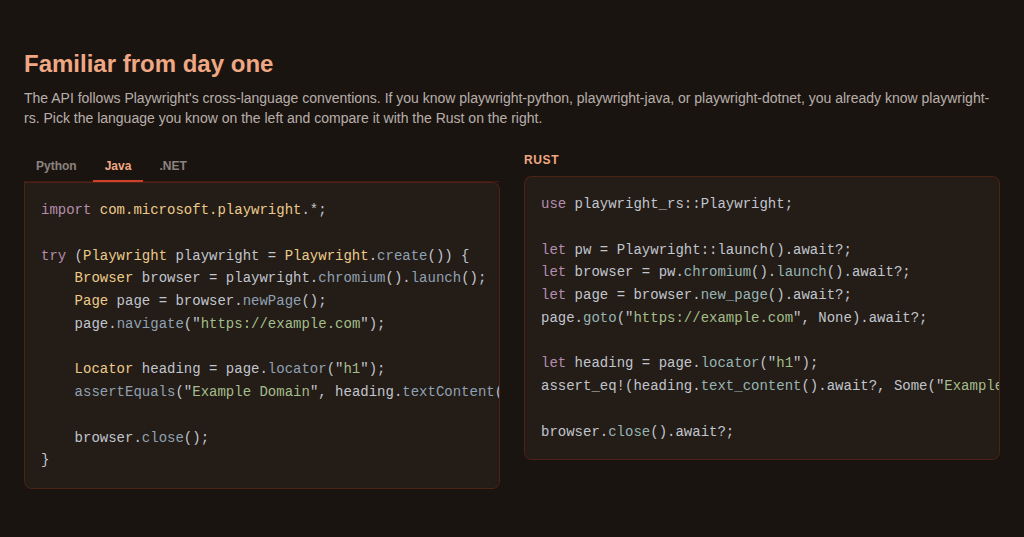 Familiar from day one
The API follows Playwright's cross-language conventions. If you know playwright-python, playwright-java, or playwright-dotnet, you already know playwright-
rs. Pick the language you know on the left and compare it with the Rust on the right.
Python Java .NET
import com.microsoft.playwright.*;
try (Playwright playwright = Playwright.create()) {
    Browser browser = playwright.chromium().launch();
    Page page = browser.newPage();
    page.navigate("https://example.com");
    Locator heading = page.locator("h1");
    assertEquals("Example Domain", heading.textContent(
    browser.close();
}
RUST
use playwright_rs::Playwright;
let pw = Playwright::launch().await?;
let browser = pw.chromium().launch().await?;
let page = browser.new_page().await?;
page.goto("https://example.com", None).await?;
let heading = page.locator("h1");
assert_eq!(heading.text_content().await?, Some("Example
browser.close().await?;